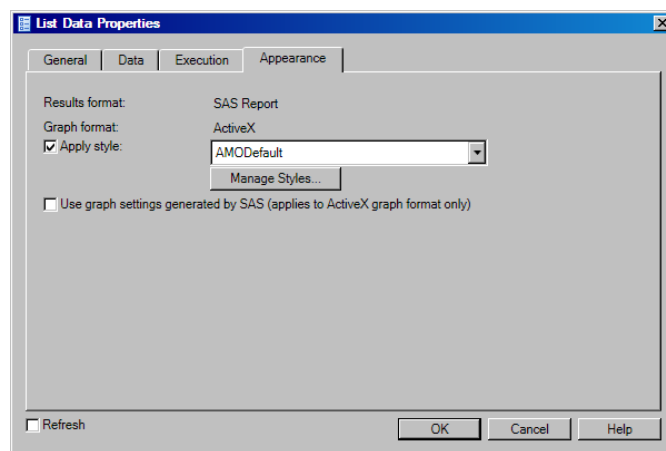 List Data Properties
General Data Execution Appearance
Results format: SAS Report
Graph format: ActiveX
Apply style: AMODefault
Manage Styles...
Use graph settings generated by SAS (applies to ActiveX graph format only)
Refresh OK Cancel Help